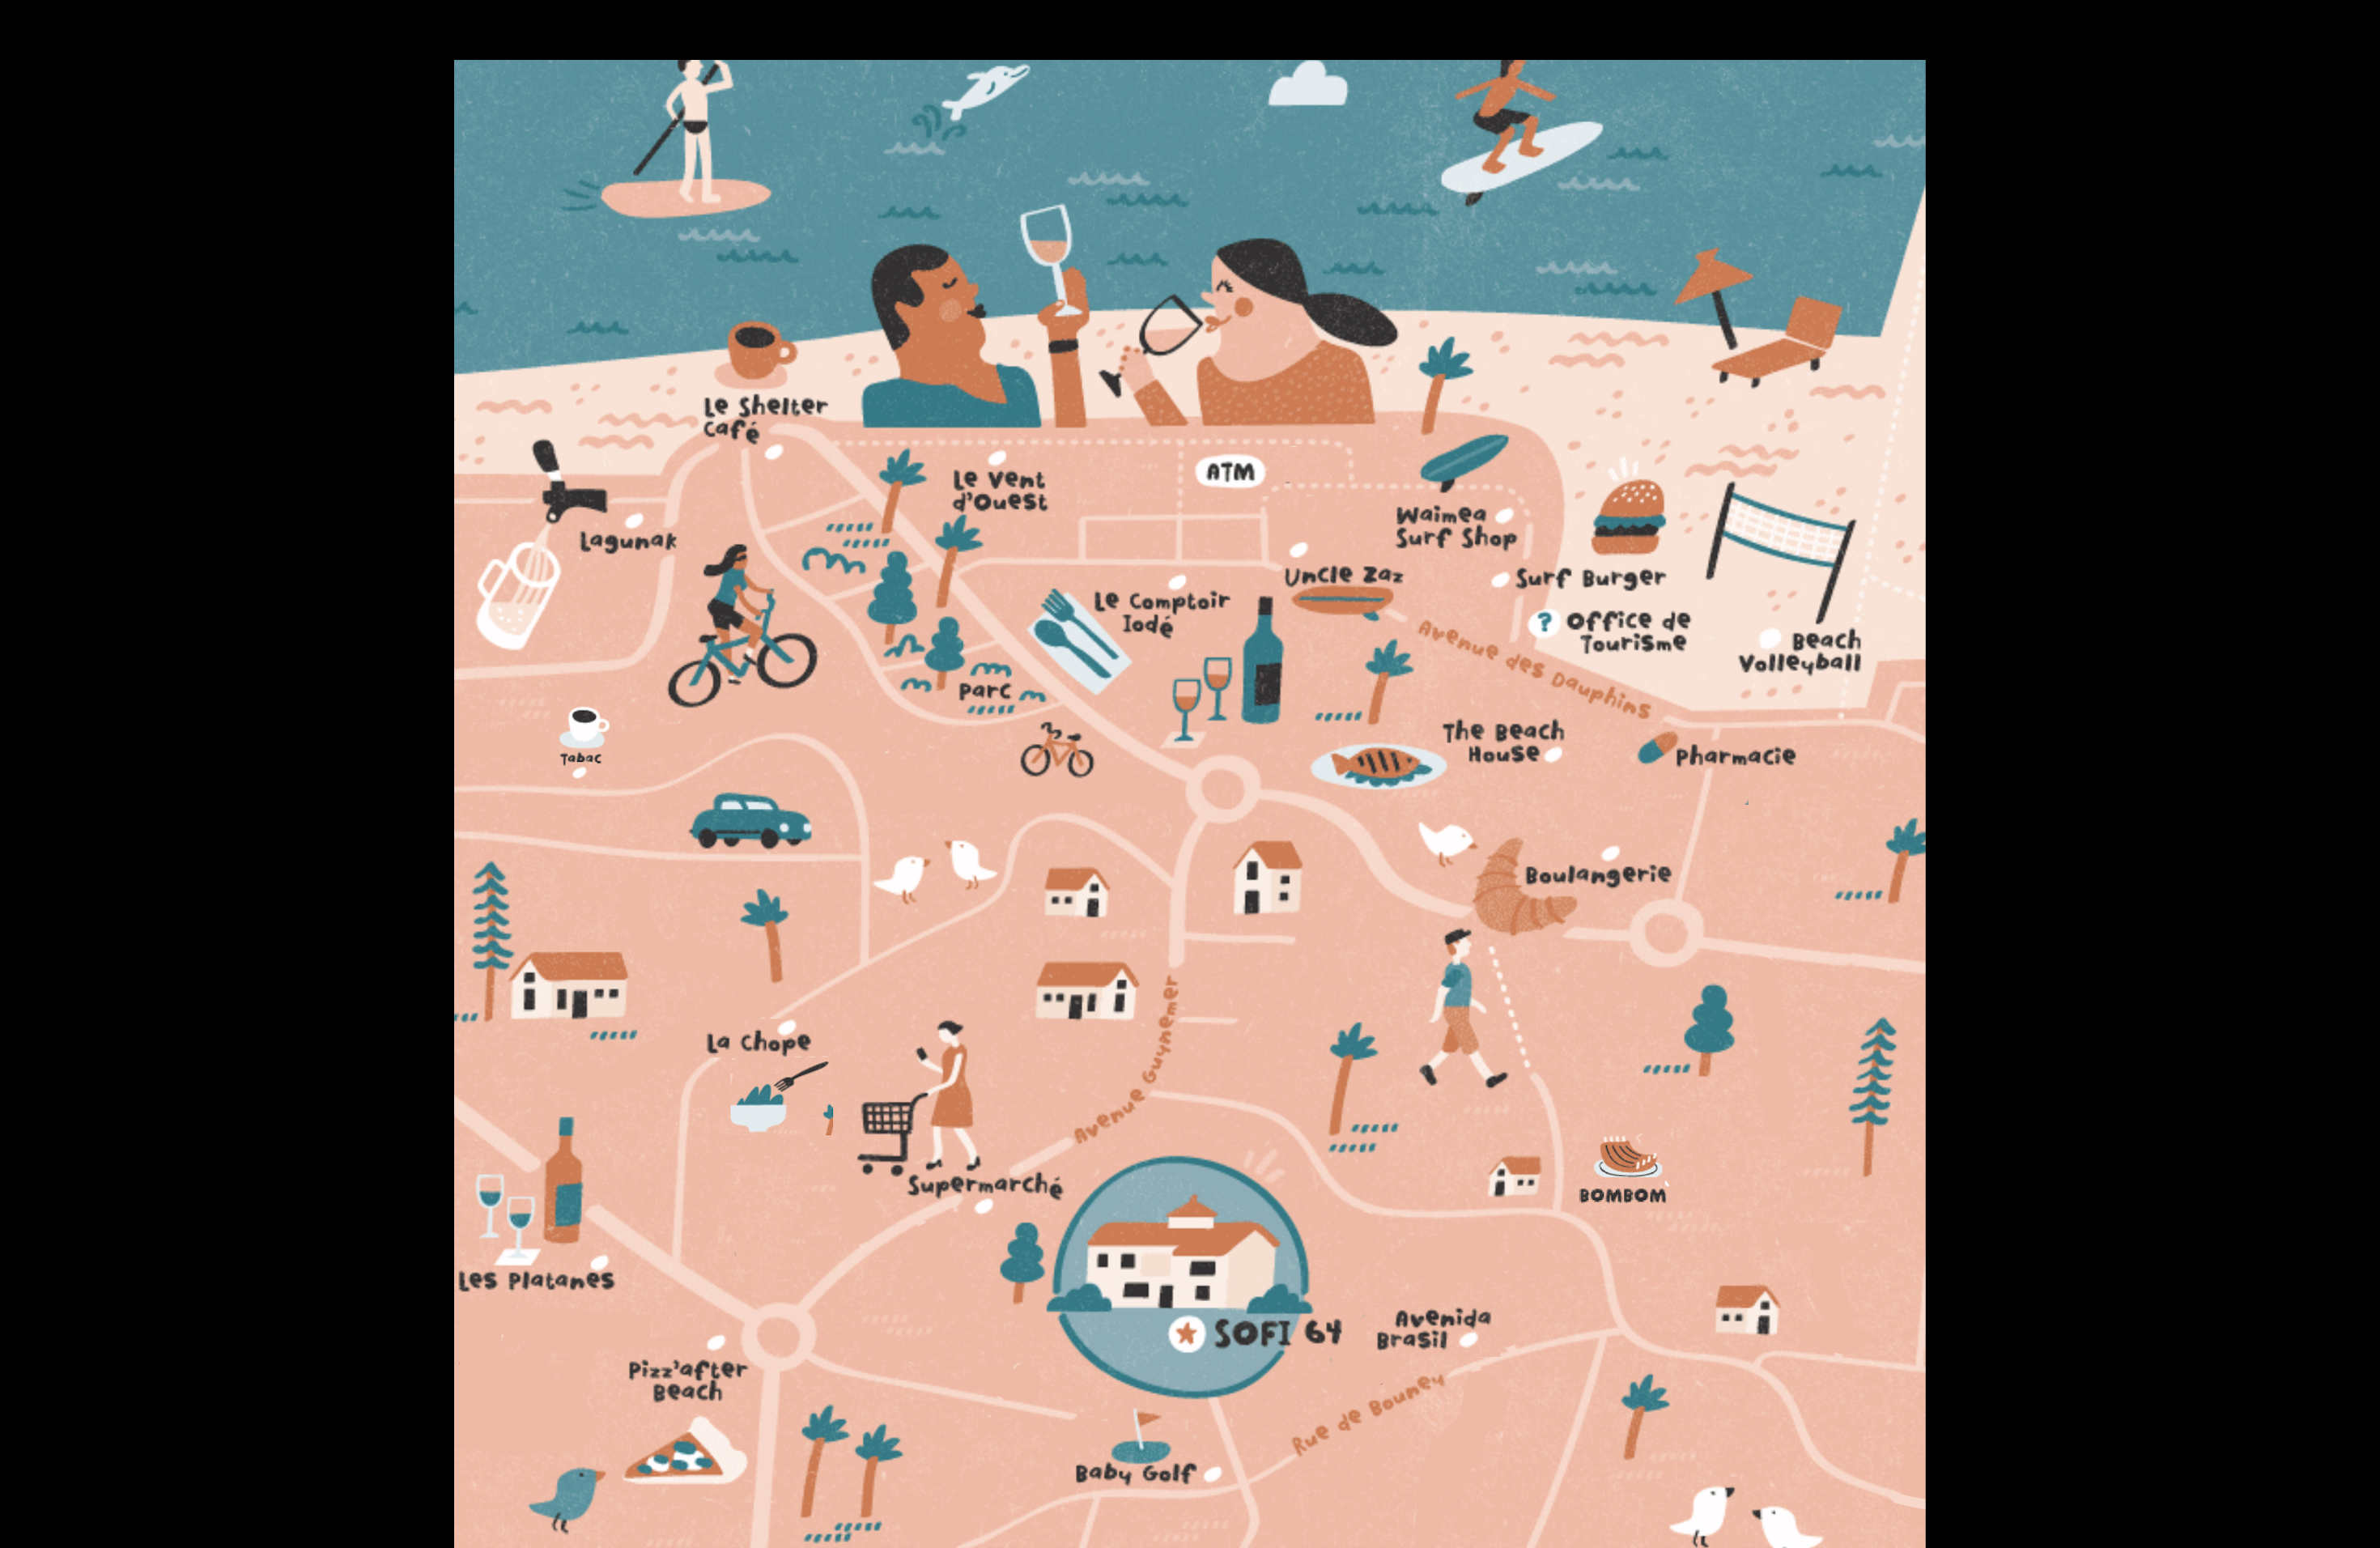 Le Shelter
Café
Le Vent
d'Ouest
ATM
Lagunak
Waimea
Surf Shop
Uncle Zaz
Surf Burger
Le Comptoir
Iodé
? Office de
Tourisme
Beach
Volleyball
Avenue des Dauphins
Parc
Tabac
The Beach
House
Pharmacie
Boulangerie
La Chope
Avenue Guynemer
Supermarché
BOMBOM
Les Platanes
SOFI 64
Avenida
Brasil
Pizz'after
Beach
Rue de Bouney
Baby Golf